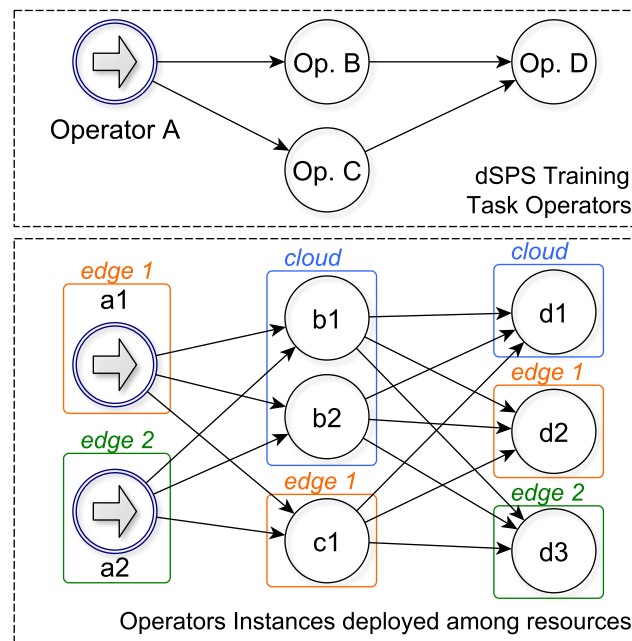 Operator A
Op. B
Op. C
Op. D
dSPS Training
Task Operators
edge 1
a1
edge 2
a2
cloud
b1
b2
edge 1
c1
cloud
d1
edge 1
d2
edge 2
d3
Operators Instances deployed among resources